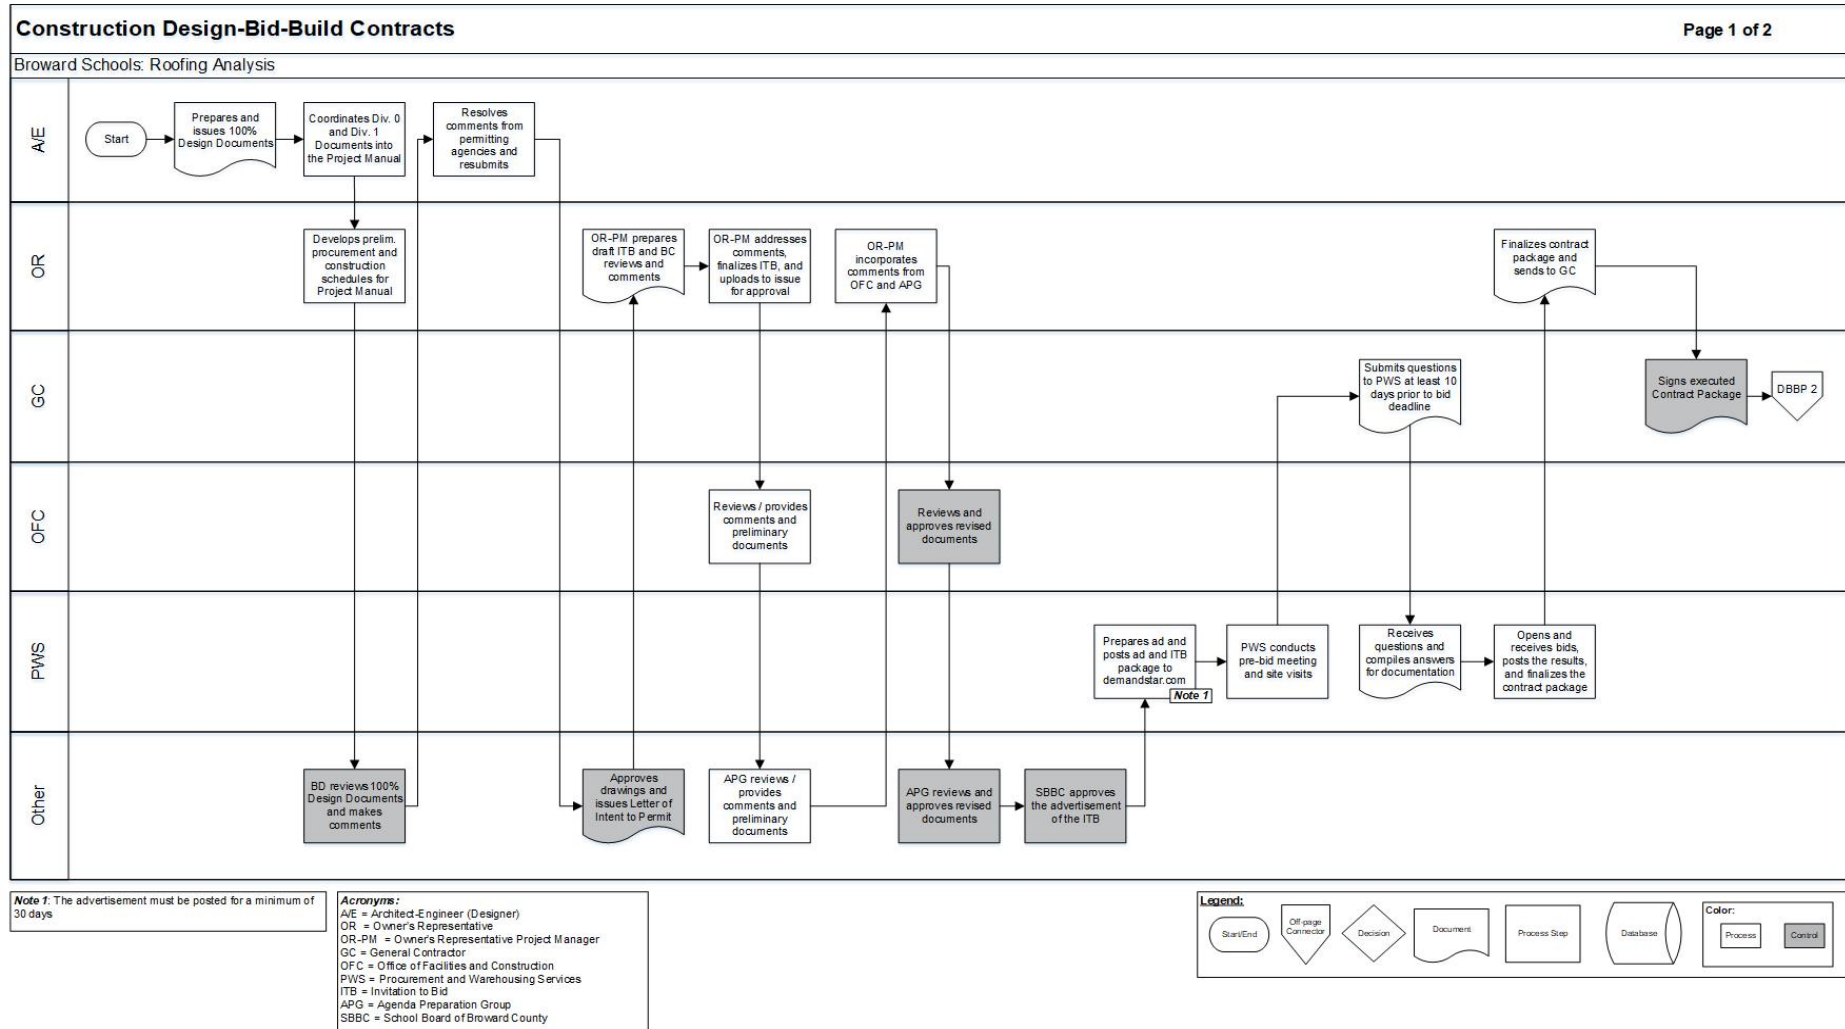 Construction Design-Bid-Build Contracts
Page 1 of 2
Broward Schools: Roofing Analysis
A/E
Start
Prepares and
issues 100%
Design Documents
Coordinates Div. 0
and Div. 1
Documents into
the Project Manual
Resolves
comments from
permitting
agencies and
resubmits
OR
Develops prelim.
procurement and
construction
schedules for
Project Manual
OR-PM prepares
draft ITB and BC
reviews and
comments
OR-PM addresses
comments,
finalizes ITB, and
uploads to issue
for approval
OR-PM
incorporates
comments from
OFC and APG
Finalizes contract
package and
sends to GC
GC
Submits questions
to PWS at least 10
days prior to bid
deadline
Signs executed
Contract Package
DBBP 2
OFC
Reviews / provides
comments and
preliminary
documents
Reviews and
approves revised
documents
PWS
Prepares ad and
posts ad and ITB
package to
demandstar.com
Note 1
PWS conducts
pre-bid meeting
and site visits
Receives
questions and
compiles answers
for documentation
Opens and
receives bids,
posts the results,
and finalizes the
contract package
Other
BD reviews 100%
Design Documents
and makes
comments
Approves
drawings and
issues Letter of
Intent to Permit
APG reviews /
provides
comments and
preliminary
documents
APG reviews and
approves revised
documents
SBBC approves
the advertisement
of the ITB
Note 1: The advertisement must be posted for a minimum of
30 days
Acronyms:
A/E = Architect-Engineer (Designer)
OR = Owner's Representative
OR-PM = Owner's Representative Project Manager
GC = General Contractor
OFC = Office of Facilities and Construction
PWS = Procurement and Warehousing Services
ITB = Invitation to Bid
APG = Agenda Preparation Group
SBBC = School Board of Broward County
Legend:
Start/End
Off-page
Connector
Decision
Document
Process Step
Database
Color:
Process
Control